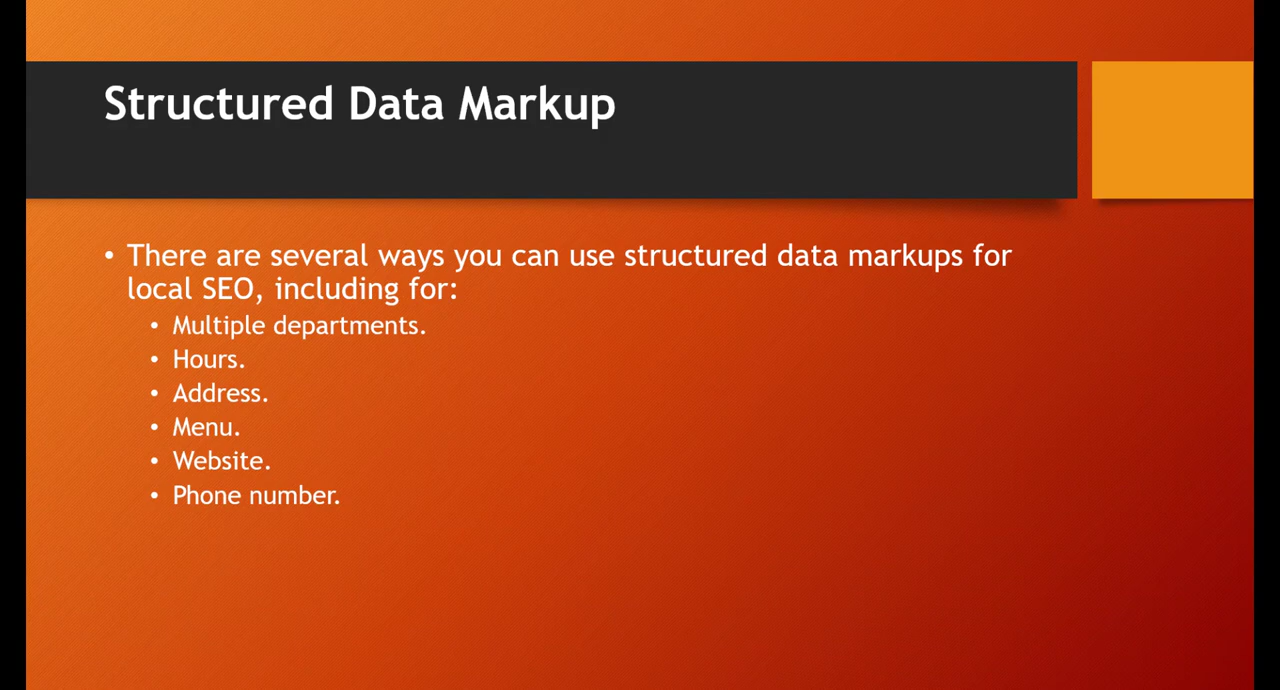 Structured Data Markup
• There are several ways you can use structured data markups for
local SEO, including for:
• Multiple departments.
• Hours.
• Address.
• Menu.
• Website.
• Phone number.